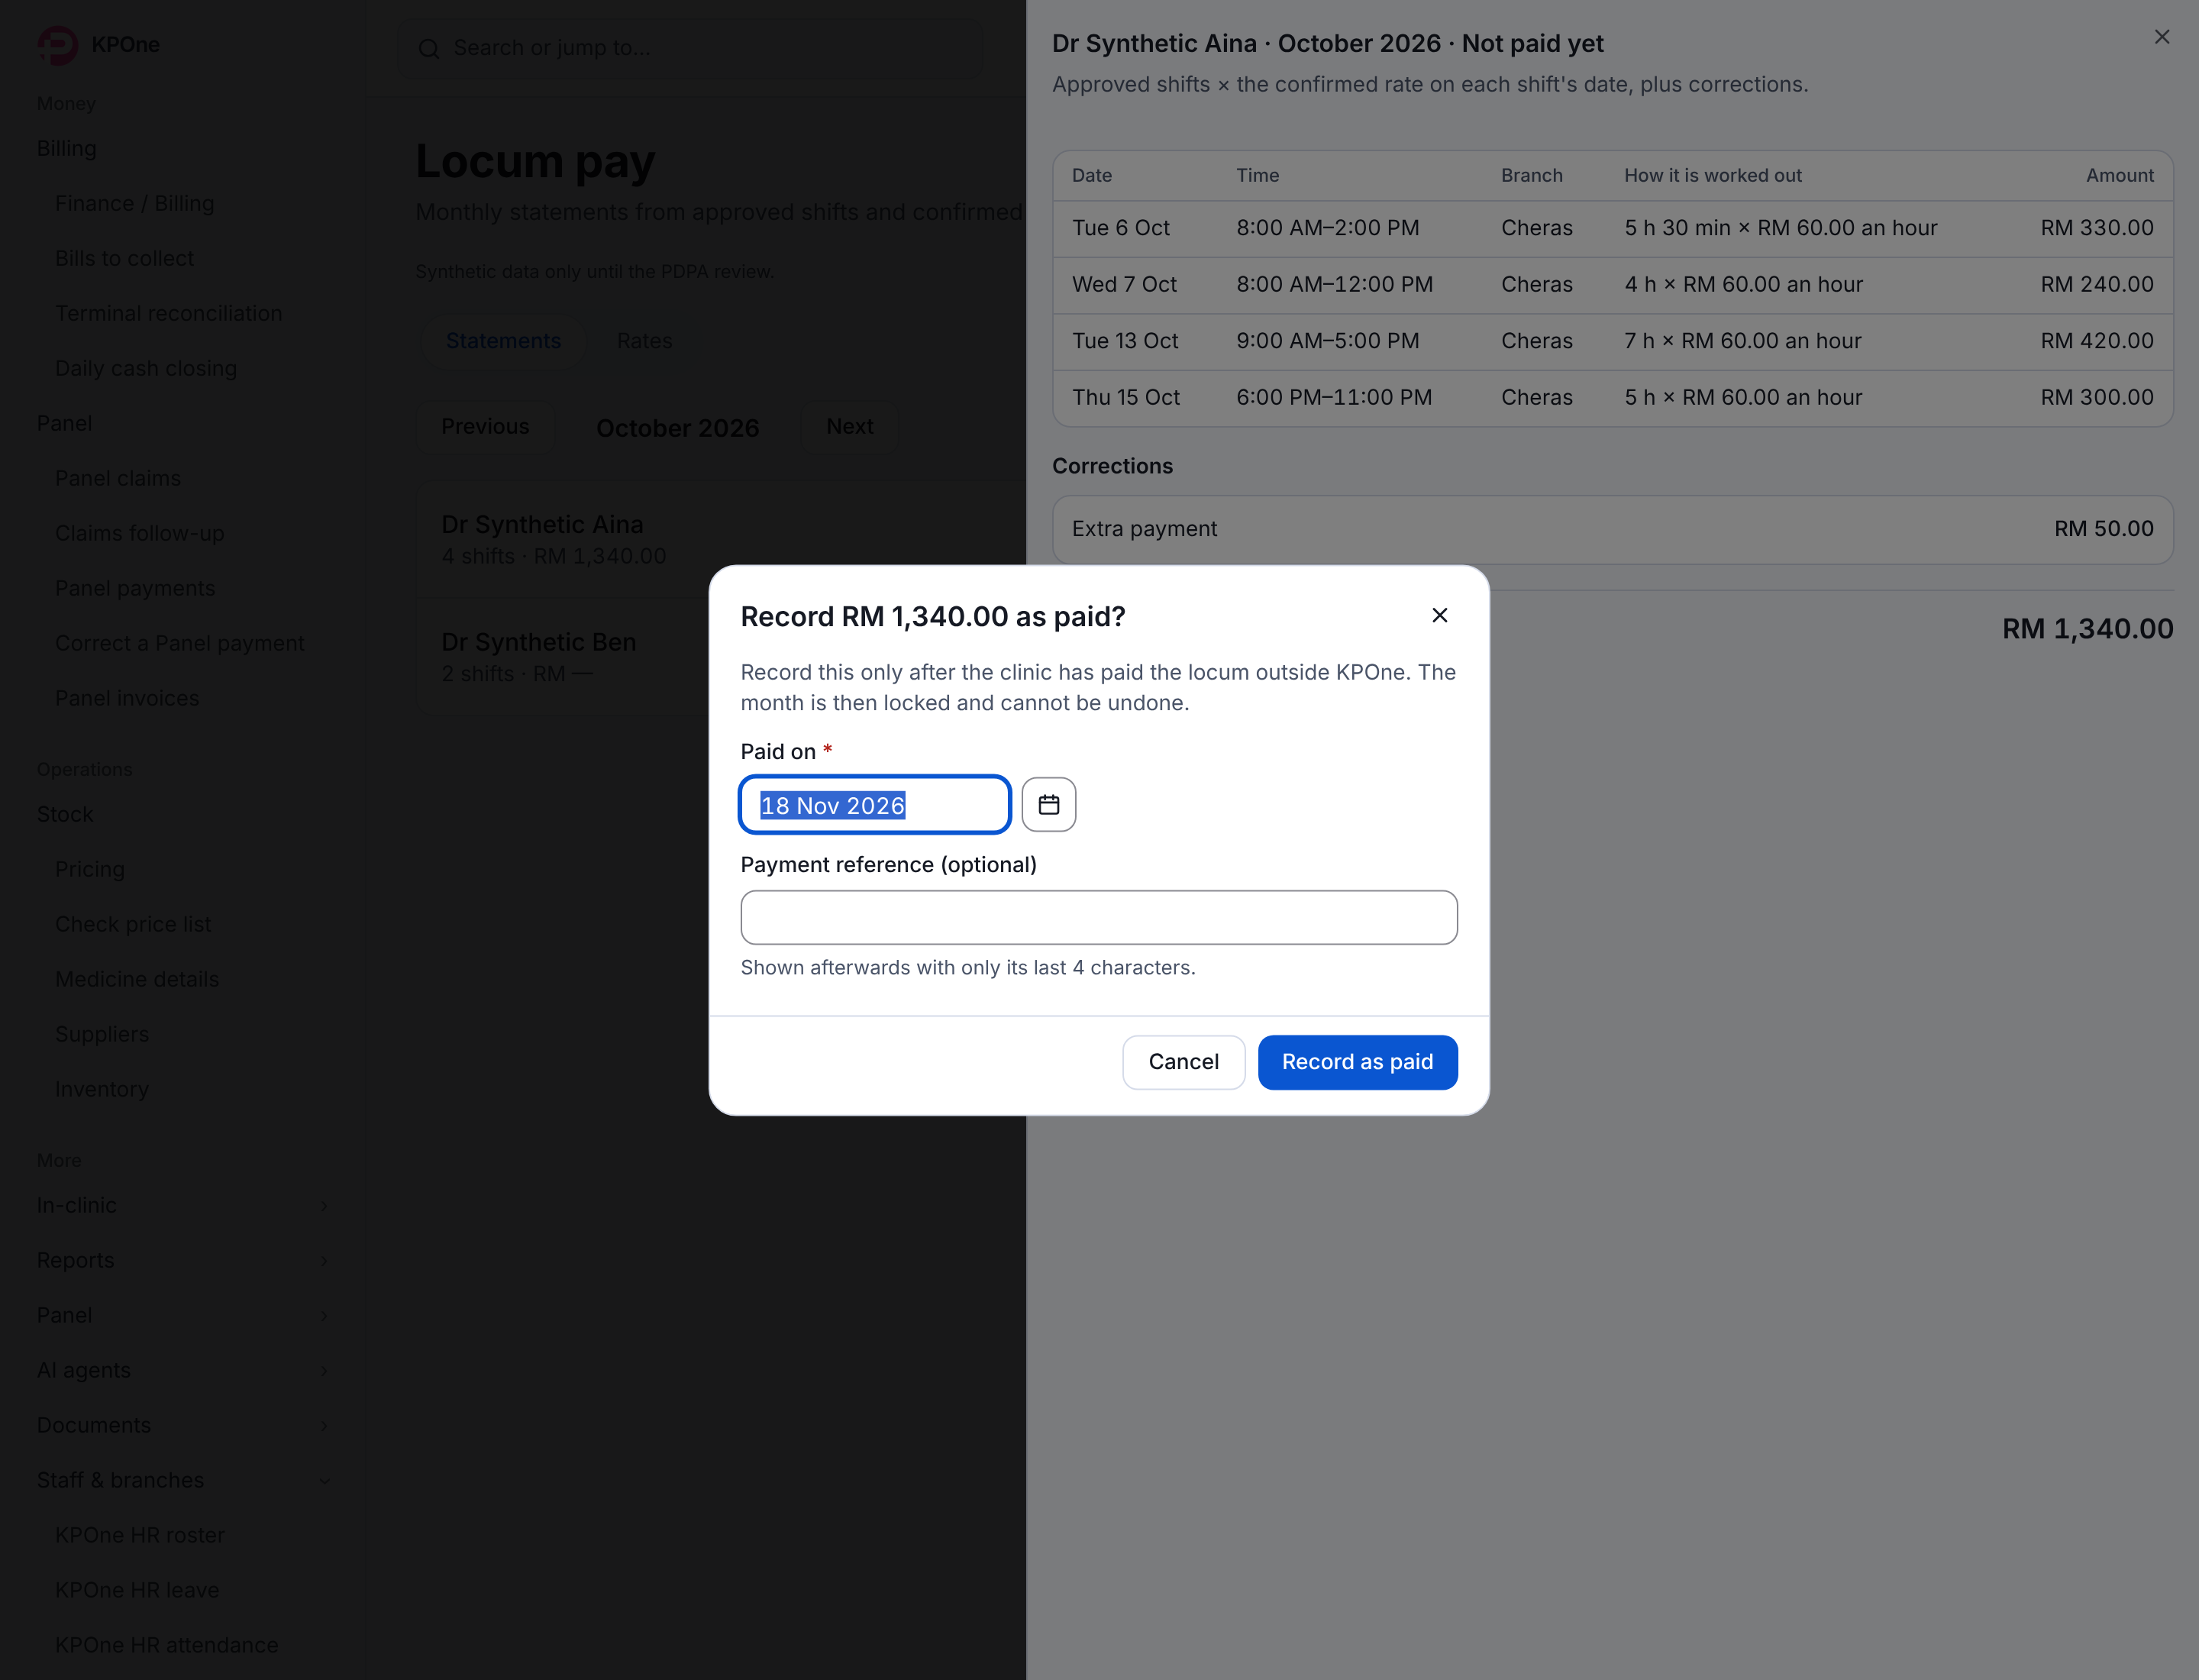 KPOne
Money
Billing
Finance / Billing
Bills to collect
Terminal reconciliation
Daily cash closing
Panel
Panel claims
Claims follow-up
Panel payments
Correct a Panel payment
Panel invoices
Operations
Stock
Pricing
Check price list
Medicine details
Suppliers
Inventory
More
In-clinic
Reports
Panel
AI agents
Documents
Staff & branches
KPOne HR roster
KPOne HR leave
KPOne HR attendance
Search or jump to...
Locum pay
Monthly statements from approved shifts and confirmed
Synthetic data only until the PDPA review.
Statements Rates
Previous October 2026 Next
Dr Synthetic Aina
4 shifts · RM 1,340.00
Dr Synthetic Ben
2 shifts · RM —
Dr Synthetic Aina · October 2026 · Not paid yet
Approved shifts × the confirmed rate on each shift's date, plus corrections.
Date Time Branch How it is worked out Amount
Tue 6 Oct 8:00 AM–2:00 PM Cheras 5 h 30 min × RM 60.00 an hour RM 330.00
Wed 7 Oct 8:00 AM–12:00 PM Cheras 4 h × RM 60.00 an hour RM 240.00
Tue 13 Oct 9:00 AM–5:00 PM Cheras 7 h × RM 60.00 an hour RM 420.00
Thu 15 Oct 6:00 PM–11:00 PM Cheras 5 h × RM 60.00 an hour RM 300.00
Corrections
Extra payment RM 50.00
RM 1,340.00
Record RM 1,340.00 as paid?
Record this only after the clinic has paid the locum outside KPOne. The
month is then locked and cannot be undone.
Paid on *
18 Nov 2026
Payment reference (optional)
Shown afterwards with only its last 4 characters.
Cancel Record as paid